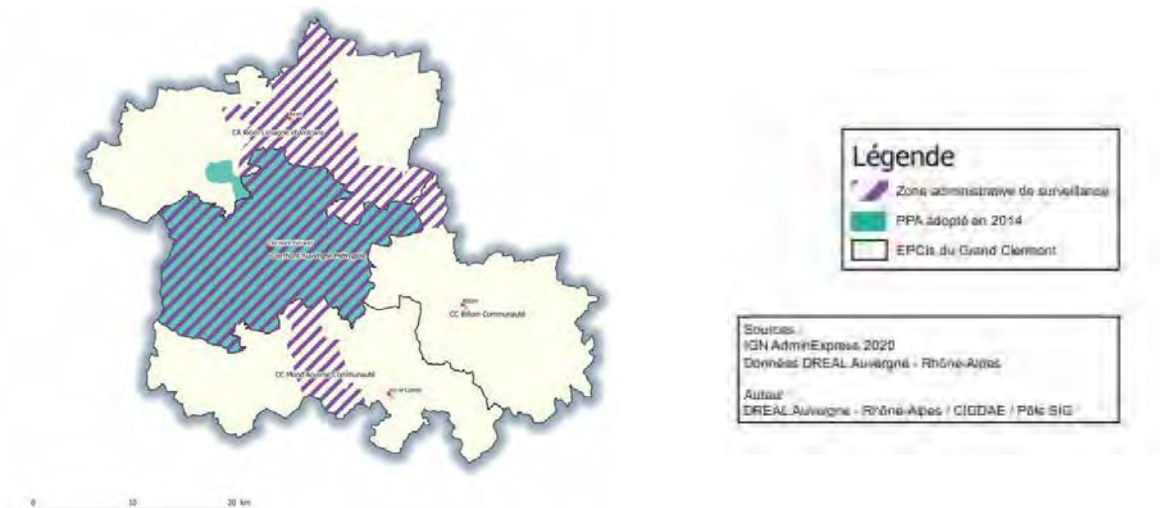 Riom
CA Riom Limagne et Volcans
Clermont-Ferrand
Clermont Auvergne Métropole
Billom
CC Billom Communauté
CC Mond Arverne Communauté
0 10 20 km
Légende
Zone administrative de surveillance
PPA adopté en 2014
EPCIs du Grand Clermont
Sources :
IGN AdminExpress 2020
Données DREAL Auvergne - Rhône-Alpes
Auteur
DREAL Auvergne - Rhône-Alpes / CIDDAE / Pôle SIG